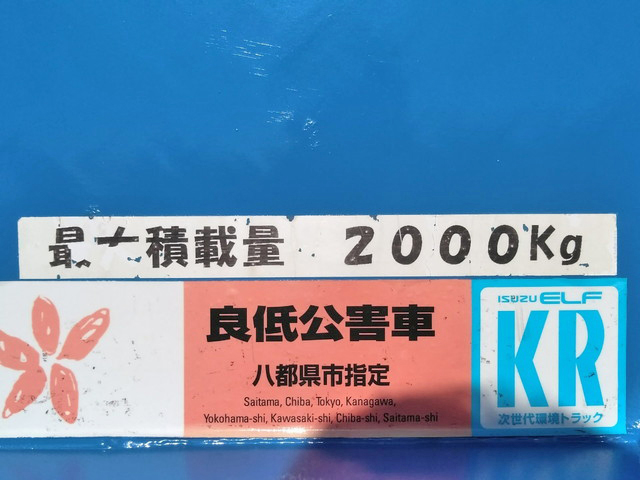 最大積載量 2000Kg
良低公害車
八都県市指定
Saitama, Chiba, Tokyo, Kanagawa,
Yokohama-shi, Kawasaki-shi, Chiba-shi, Saitama-shi
ISUZU ELF
KR
次世代環境トラック